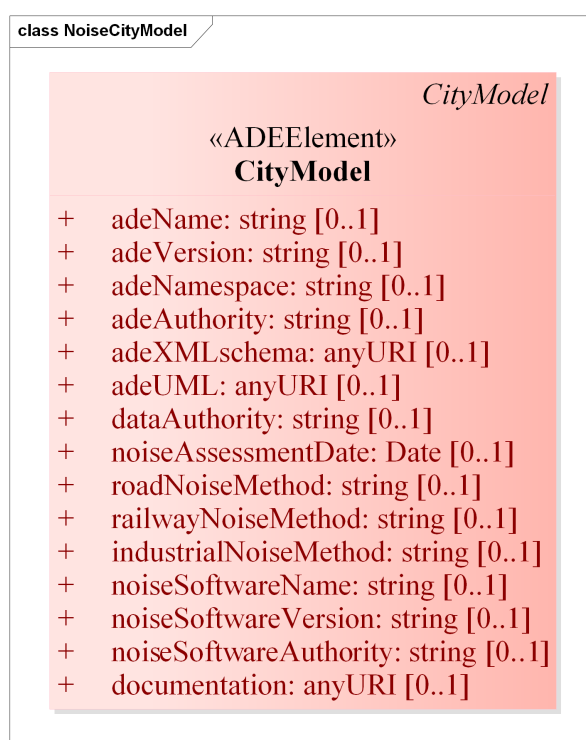 class NoiseCityModel
CityModel
«ADEElement»
CityModel
+ adeName: string [0..1]
+ adeVersion: string [0..1]
+ adeNamespace: string [0..1]
+ adeAuthority: string [0..1]
+ adeXMLschema: anyURI [0..1]
+ adeUML: anyURI [0..1]
+ dataAuthority: string [0..1]
+ noiseAssessmentDate: Date [0..1]
+ roadNoiseMethod: string [0..1]
+ railwayNoiseMethod: string [0..1]
+ industrialNoiseMethod: string [0..1]
+ noiseSoftwareName: string [0..1]
+ noiseSoftwareVersion: string [0..1]
+ noiseSoftwareAuthority: string [0..1]
+ documentation: anyURI [0..1]